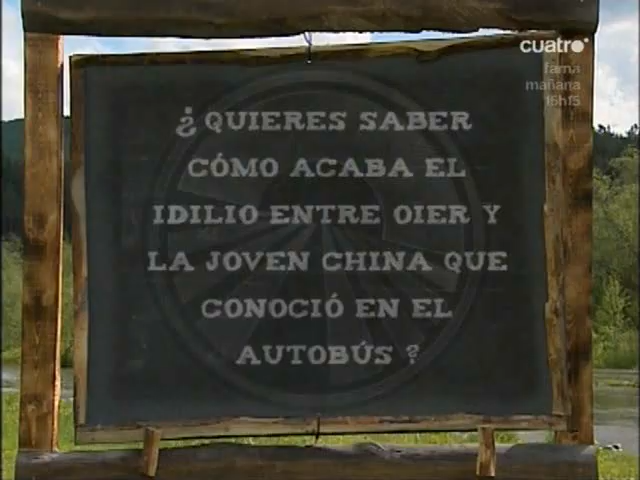 cuatro
fama
mañana
15hf5
¿QUIERES SABER
CÓMO ACABA EL
IDILIO ENTRE OIER Y
LA JOVEN CHINA QUE
CONOCIÓ EN EL
AUTOBÚS?